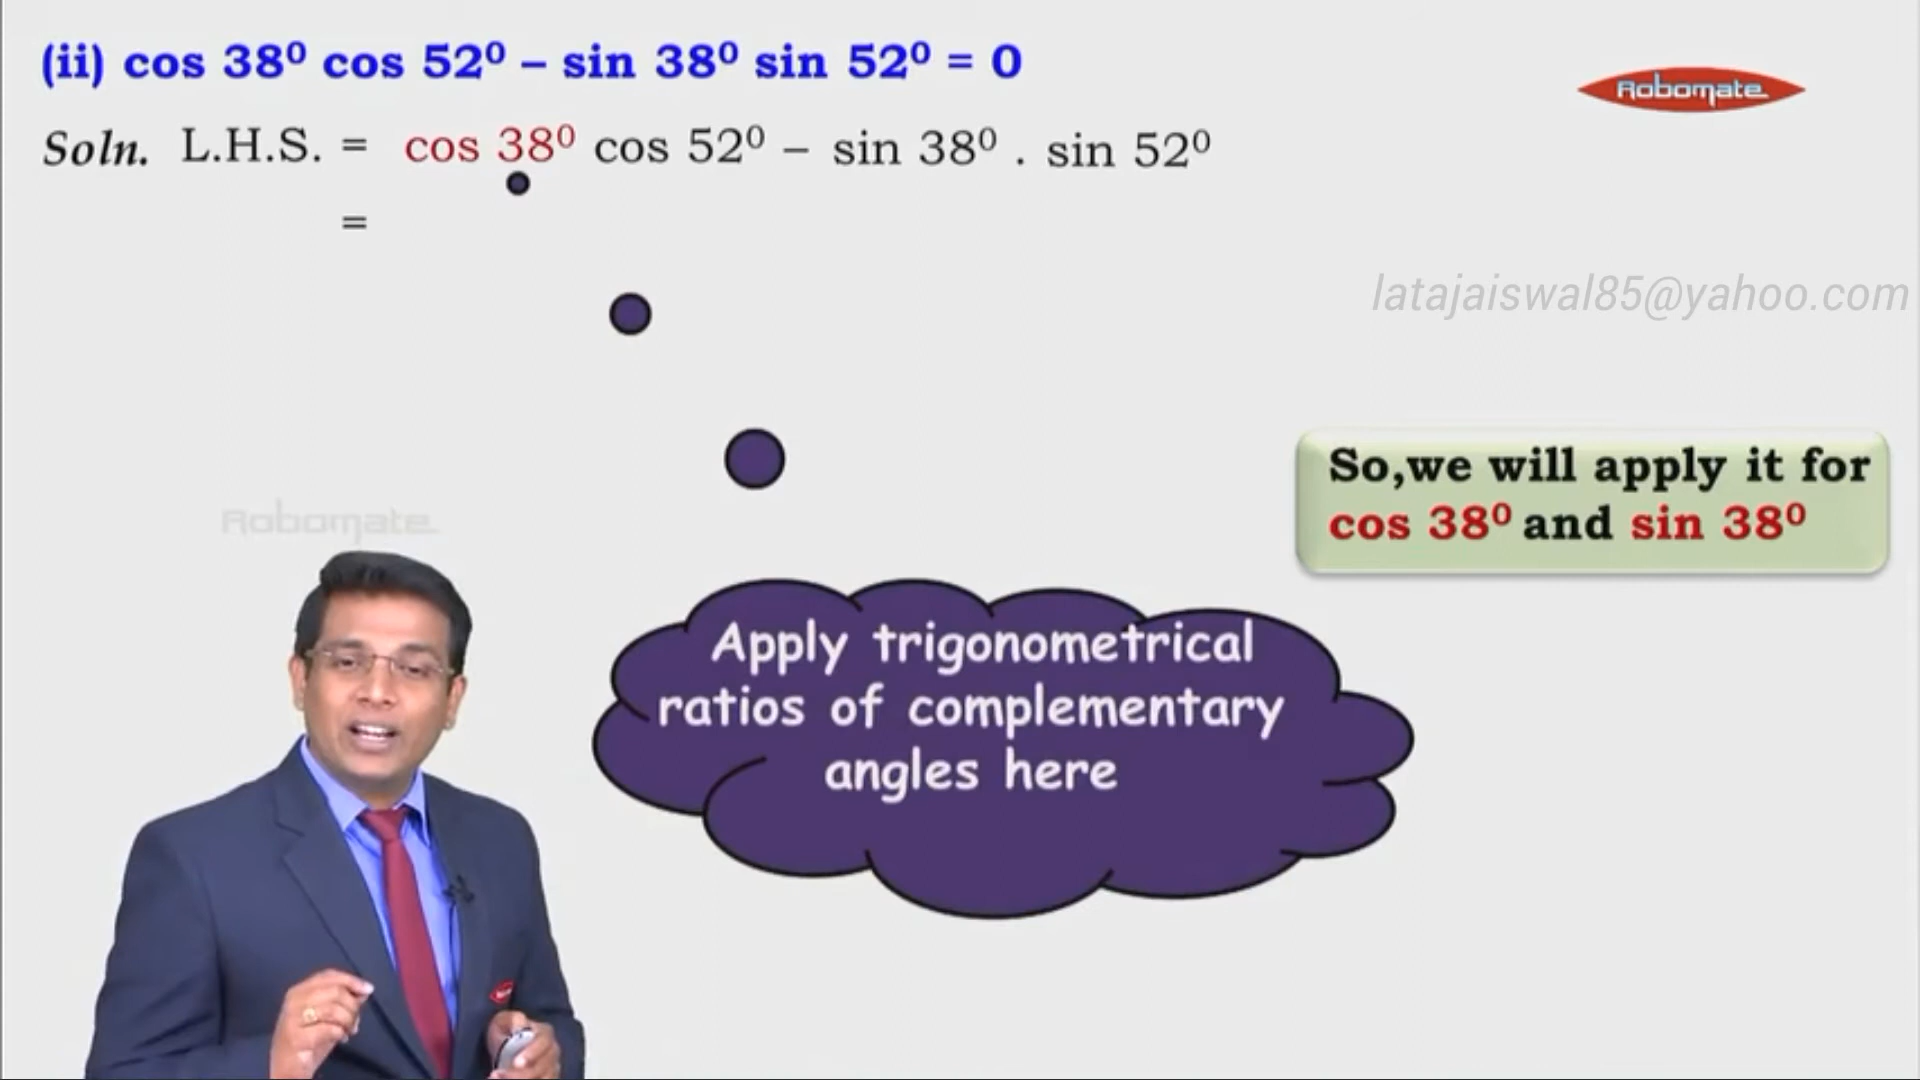 (ii) cos 38⁰ cos 52⁰ – sin 38⁰ sin 52⁰ = 0
Robomate
Soln. L.H.S. = cos 38⁰ cos 52⁰ – sin 38⁰ . sin 52⁰
=
latajaiswal85@yahoo.com
So,we will apply it for
cos 38⁰ and sin 38⁰
Robomate
Apply trigonometrical
ratios of complementary
angles here